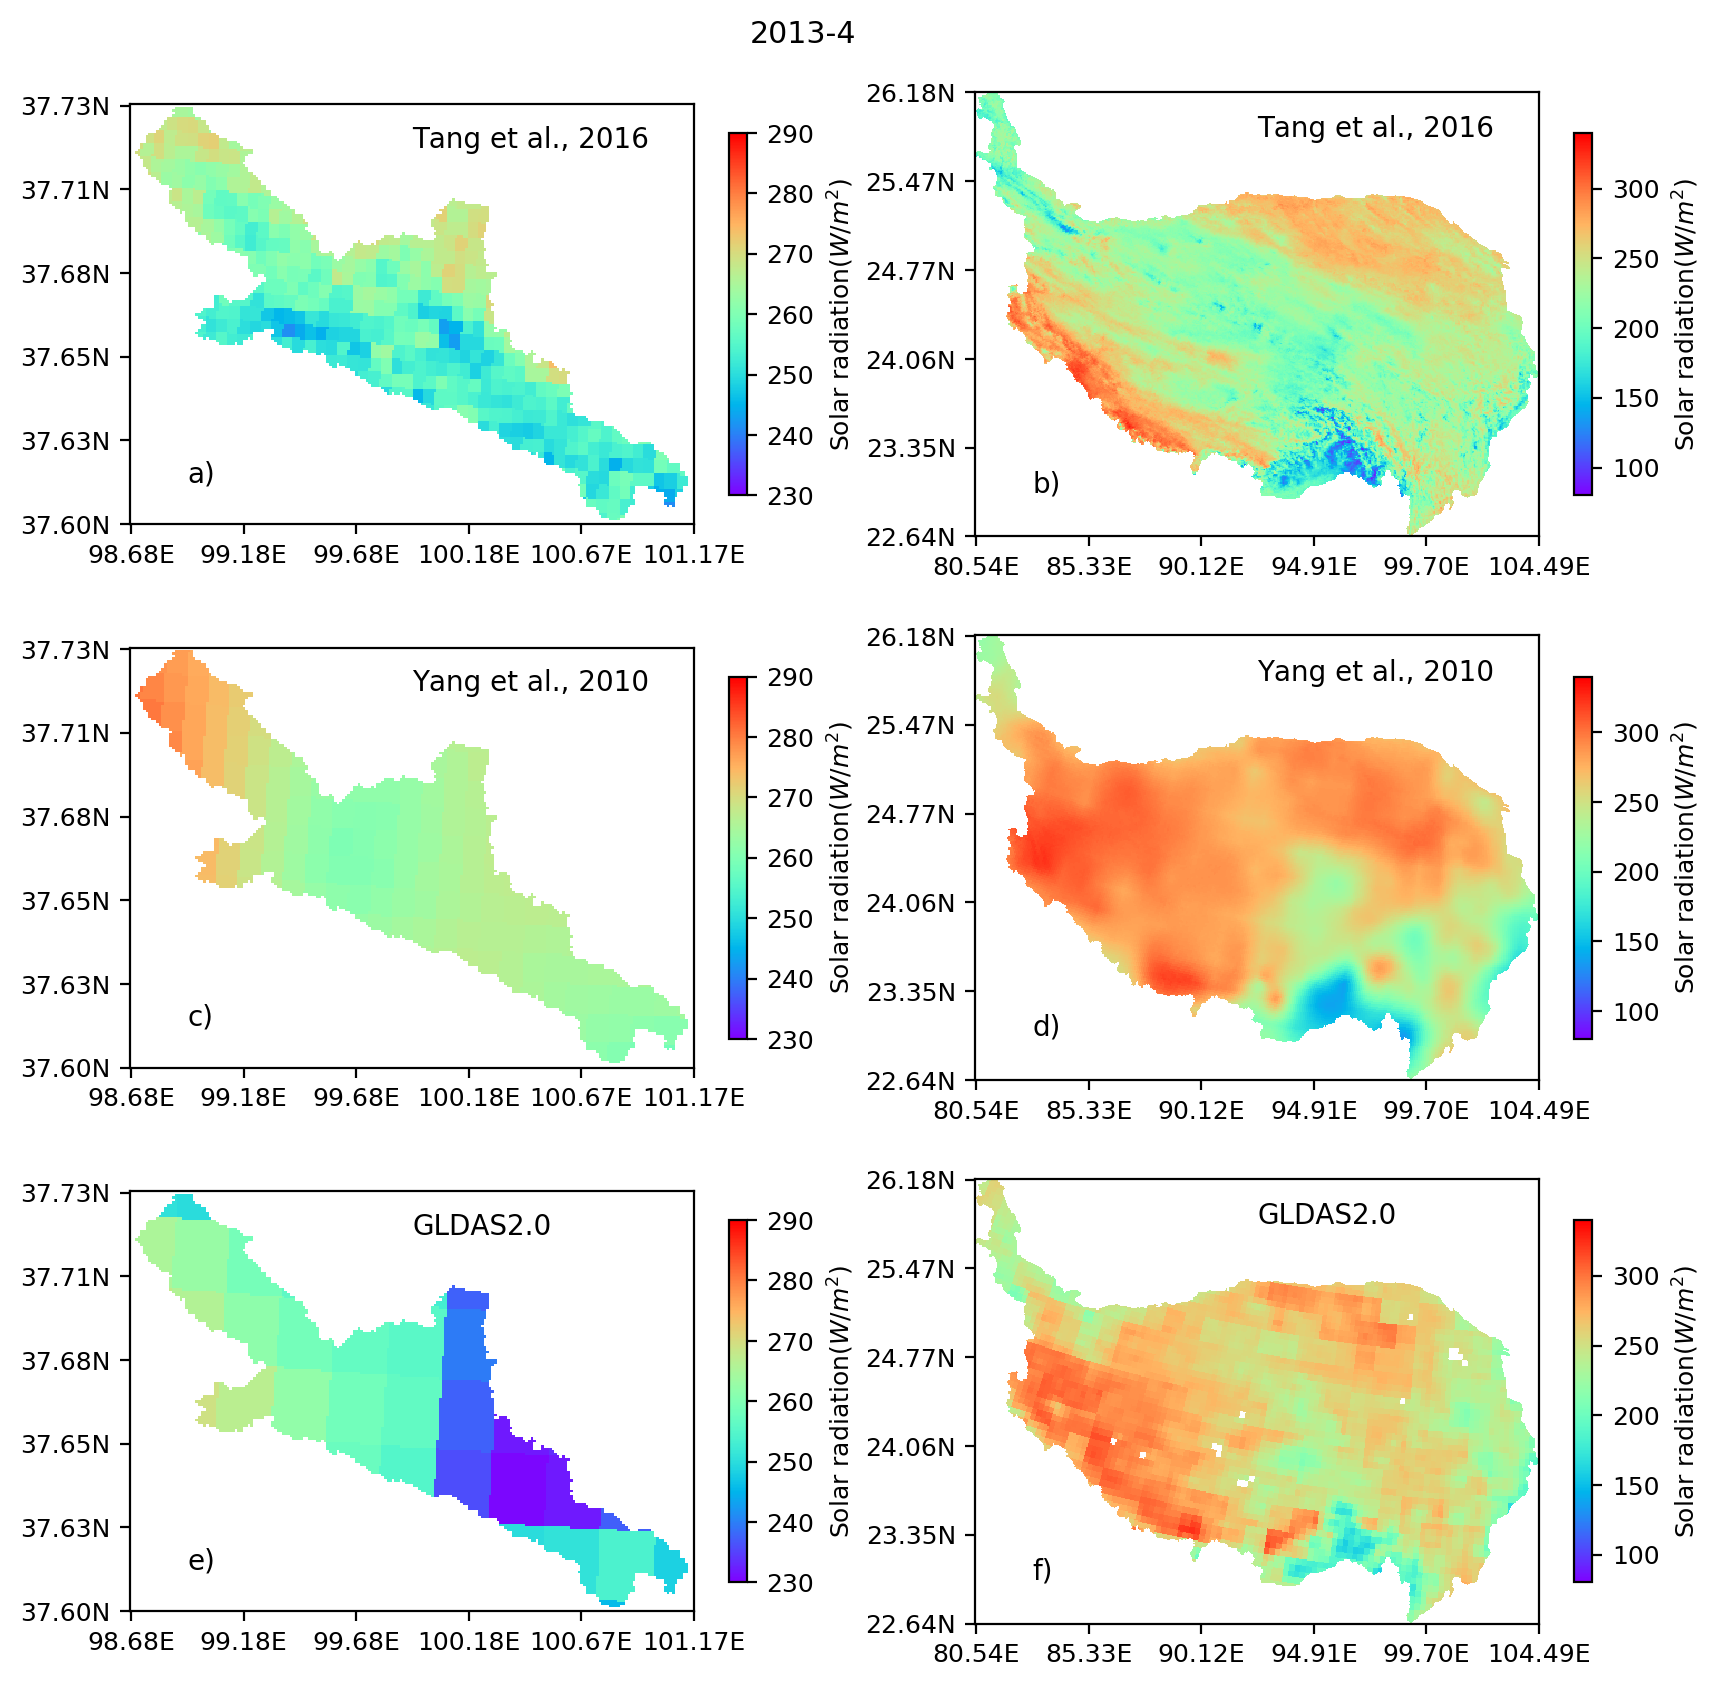 2013-4
37.73N
37.71N
37.68N
37.65N
37.63N
37.60N
98.68E 99.18E 99.68E 100.18E 100.67E 101.17E
Tang et al., 2016
a)
290
280
270
260
250
240
230
Solar radiation(W/m²)
26.18N
25.47N
24.77N
24.06N
23.35N
22.64N
80.54E 85.33E 90.12E 94.91E 99.70E 104.49E
Tang et al., 2016
b)
300
250
200
150
100
Solar radiation(W/m²)
37.73N
37.71N
37.68N
37.65N
37.63N
37.60N
98.68E 99.18E 99.68E 100.18E 100.67E 101.17E
Yang et al., 2010
c)
290
280
270
260
250
240
230
Solar radiation(W/m²)
26.18N
25.47N
24.77N
24.06N
23.35N
22.64N
80.54E 85.33E 90.12E 94.91E 99.70E 104.49E
Yang et al., 2010
d)
300
250
200
150
100
Solar radiation(W/m²)
37.73N
37.71N
37.68N
37.65N
37.63N
37.60N
98.68E 99.18E 99.68E 100.18E 100.67E 101.17E
GLDAS2.0
e)
290
280
270
260
250
240
230
Solar radiation(W/m²)
26.18N
25.47N
24.77N
24.06N
23.35N
22.64N
80.54E 85.33E 90.12E 94.91E 99.70E 104.49E
GLDAS2.0
f)
300
250
200
150
100
Solar radiation(W/m²)